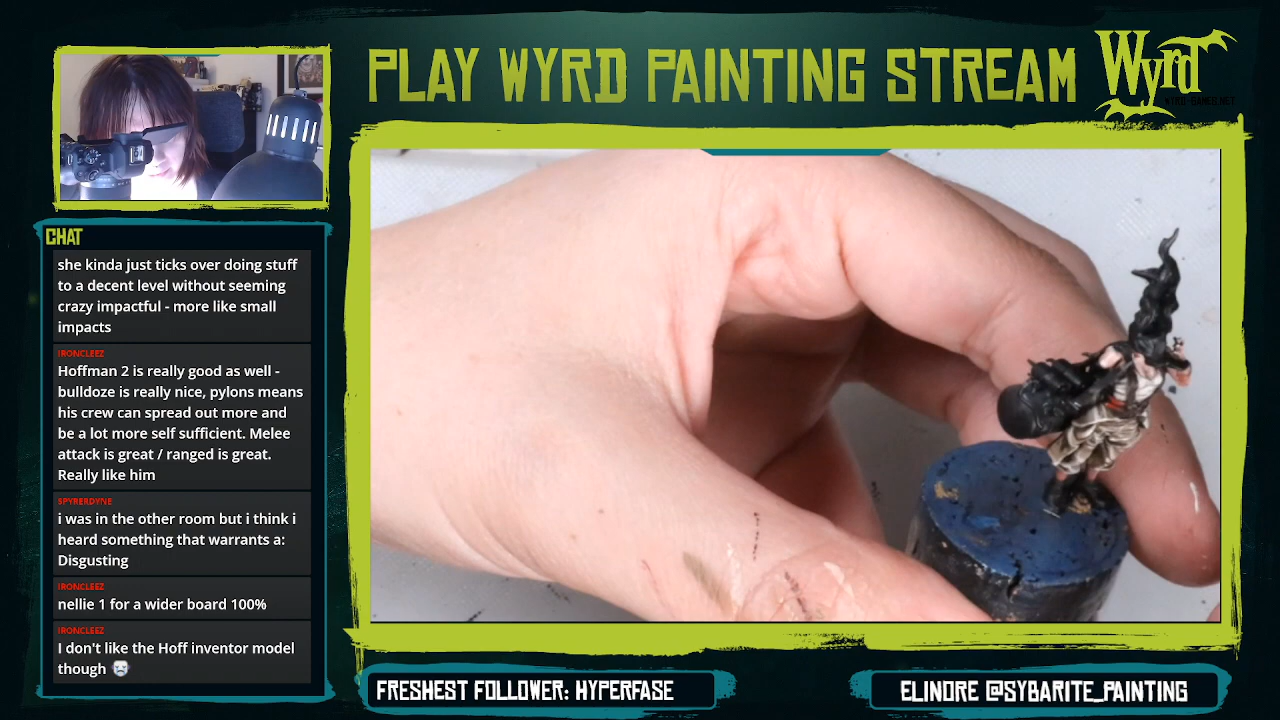 PLAY WYRD PAINTING STREAM
Wyrd
WYRD-GAMES.NET
CHAT
she kinda just ticks over doing stuff
to a decent level without seeming
crazy impactful - more like small
impacts
IRONCLEEZ
Hoffman 2 is really good as well -
bulldoze is really nice, pylons means
his crew can spread out more and
be a lot more self sufficient. Melee
attack is great / ranged is great.
Really like him
SPYRERDYNE
i was in the other room but i think i
heard something that warrants a:
Disgusting
IRONCLEEZ
nellie 1 for a wider board 100%
IRONCLEEZ
I don't like the Hoff inventor model
though
FRESHEST FOLLOWER: HYPERFASE
ELINORE @SYBARITE_PAINTING